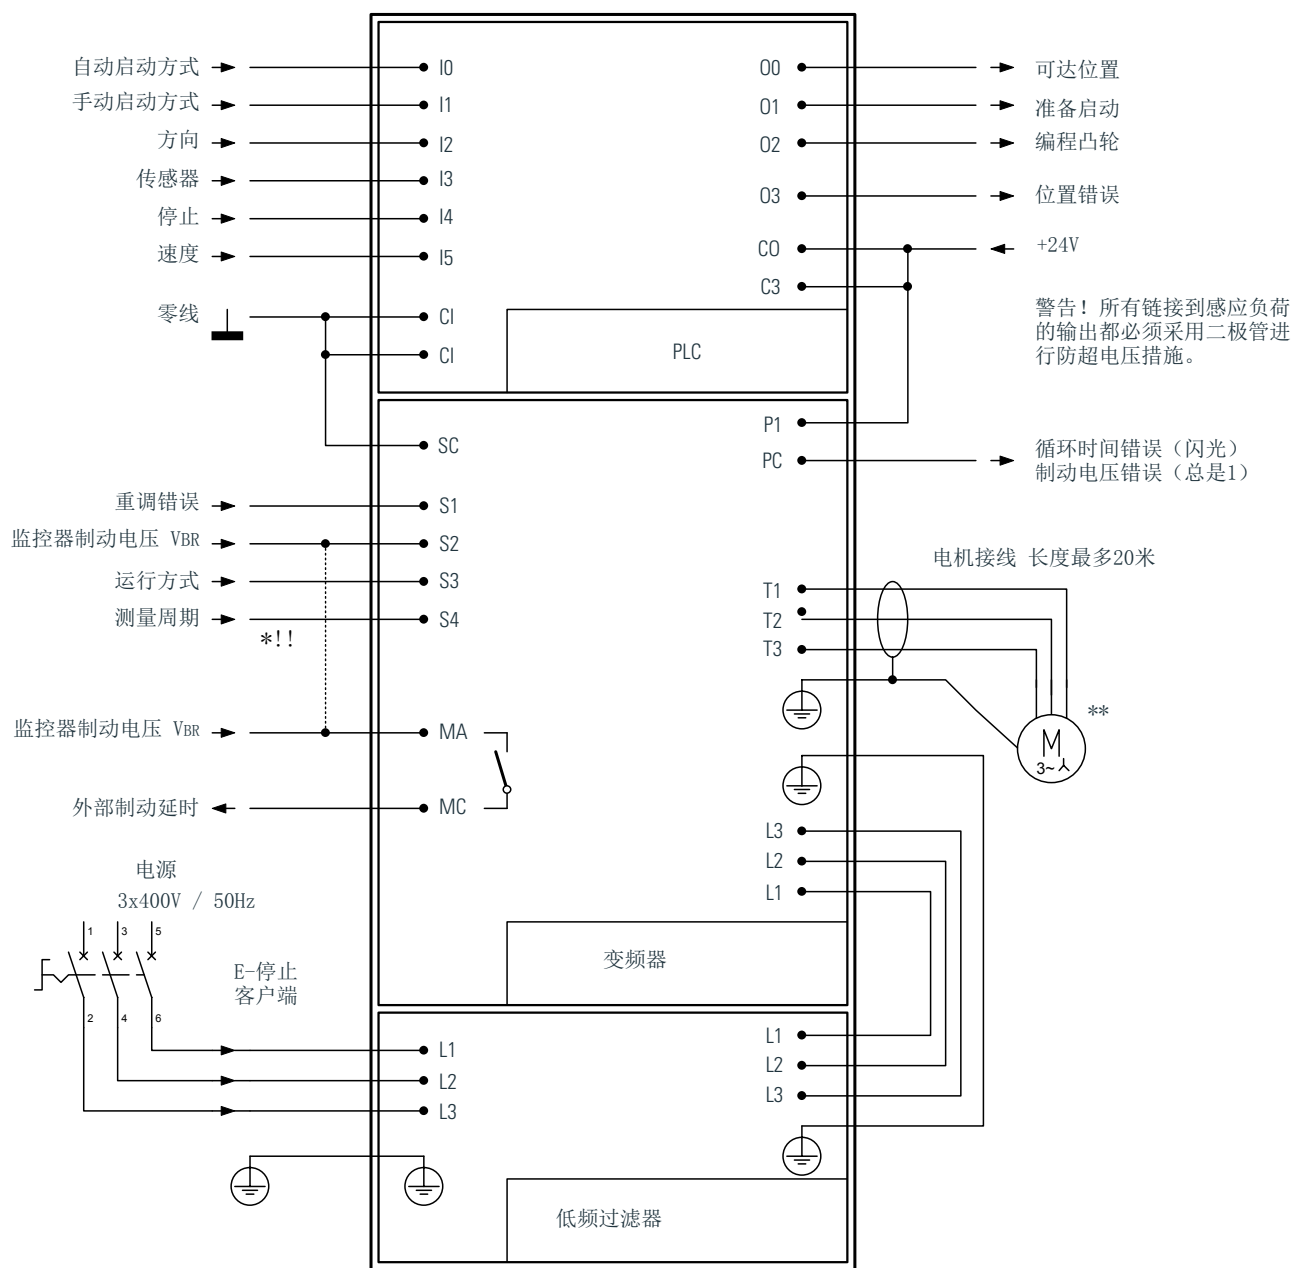 自动启动方式
I0
O0
可达位置
手动启动方式
I1
O1
准备启动
方向
I2
O2
编程凸轮
传感器
I3
O3
位置错误
停止
I4
速度
I5
CO
+24V
C3
零线
CI
CI
PLC
警告！所有链接到感应负荷
的输出都必须采用二极管进
行防超电压措施。
P1
SC
PC
循环时间错误（闪光）
制动电压错误（总是1）
重调错误
S1
监控器制动电压 VBR
S2
运行方式
S3
测量周期
S4
*!!
电机接线 长度最多20米
T1
T2
T3
**
M
3~
监控器制动电压 VBR
MA
外部制动延时
MC
L3
L2
L1
电源
3x400V / 50Hz
1
3
5
E-停止
客户端
2
4
6
变频器
L1
L2
L3
L1
L2
L3
低频过滤器